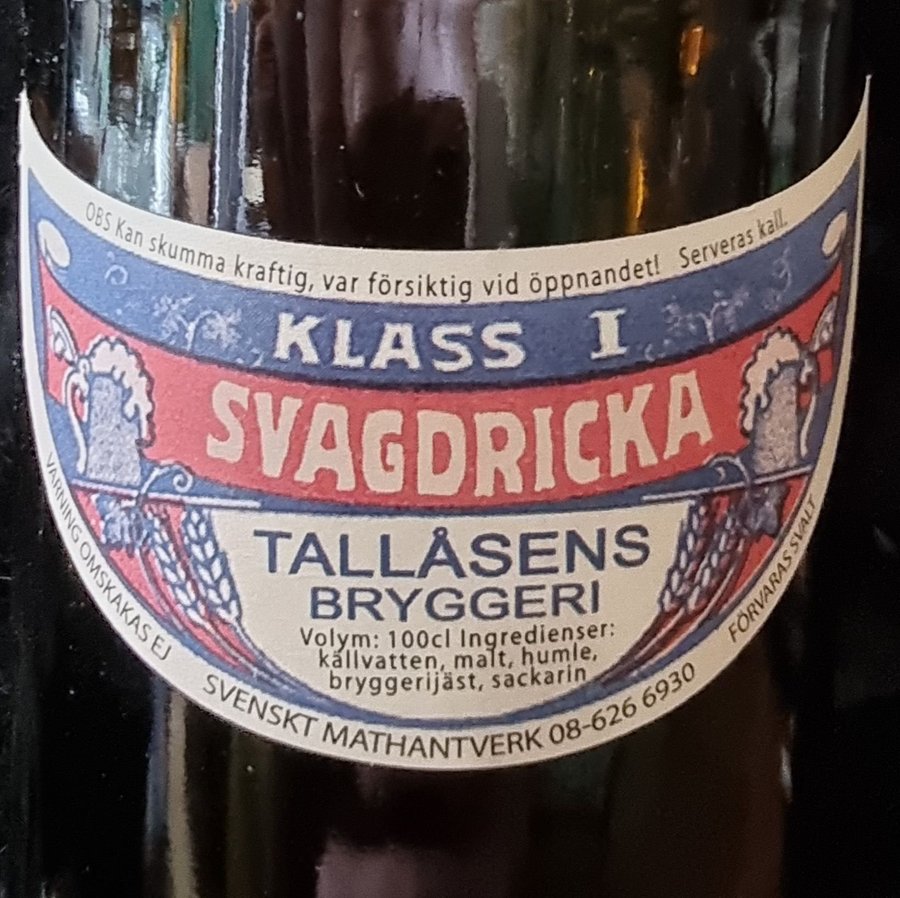 OBS Kan skumma kraftig, var försiktig vid öppnandet! Serveras kall.
KLASS I
SVAGDRICKA
TALLÅSENS
BRYGGERI
Volym: 100cl Ingredienser:
källvatten, malt, humle,
bryggerijäst, sackarin
VARNING OMSKAKAS EJ
SVENSKT MATHANTVERK 08-626 6930
FÖRVARAS SVALT